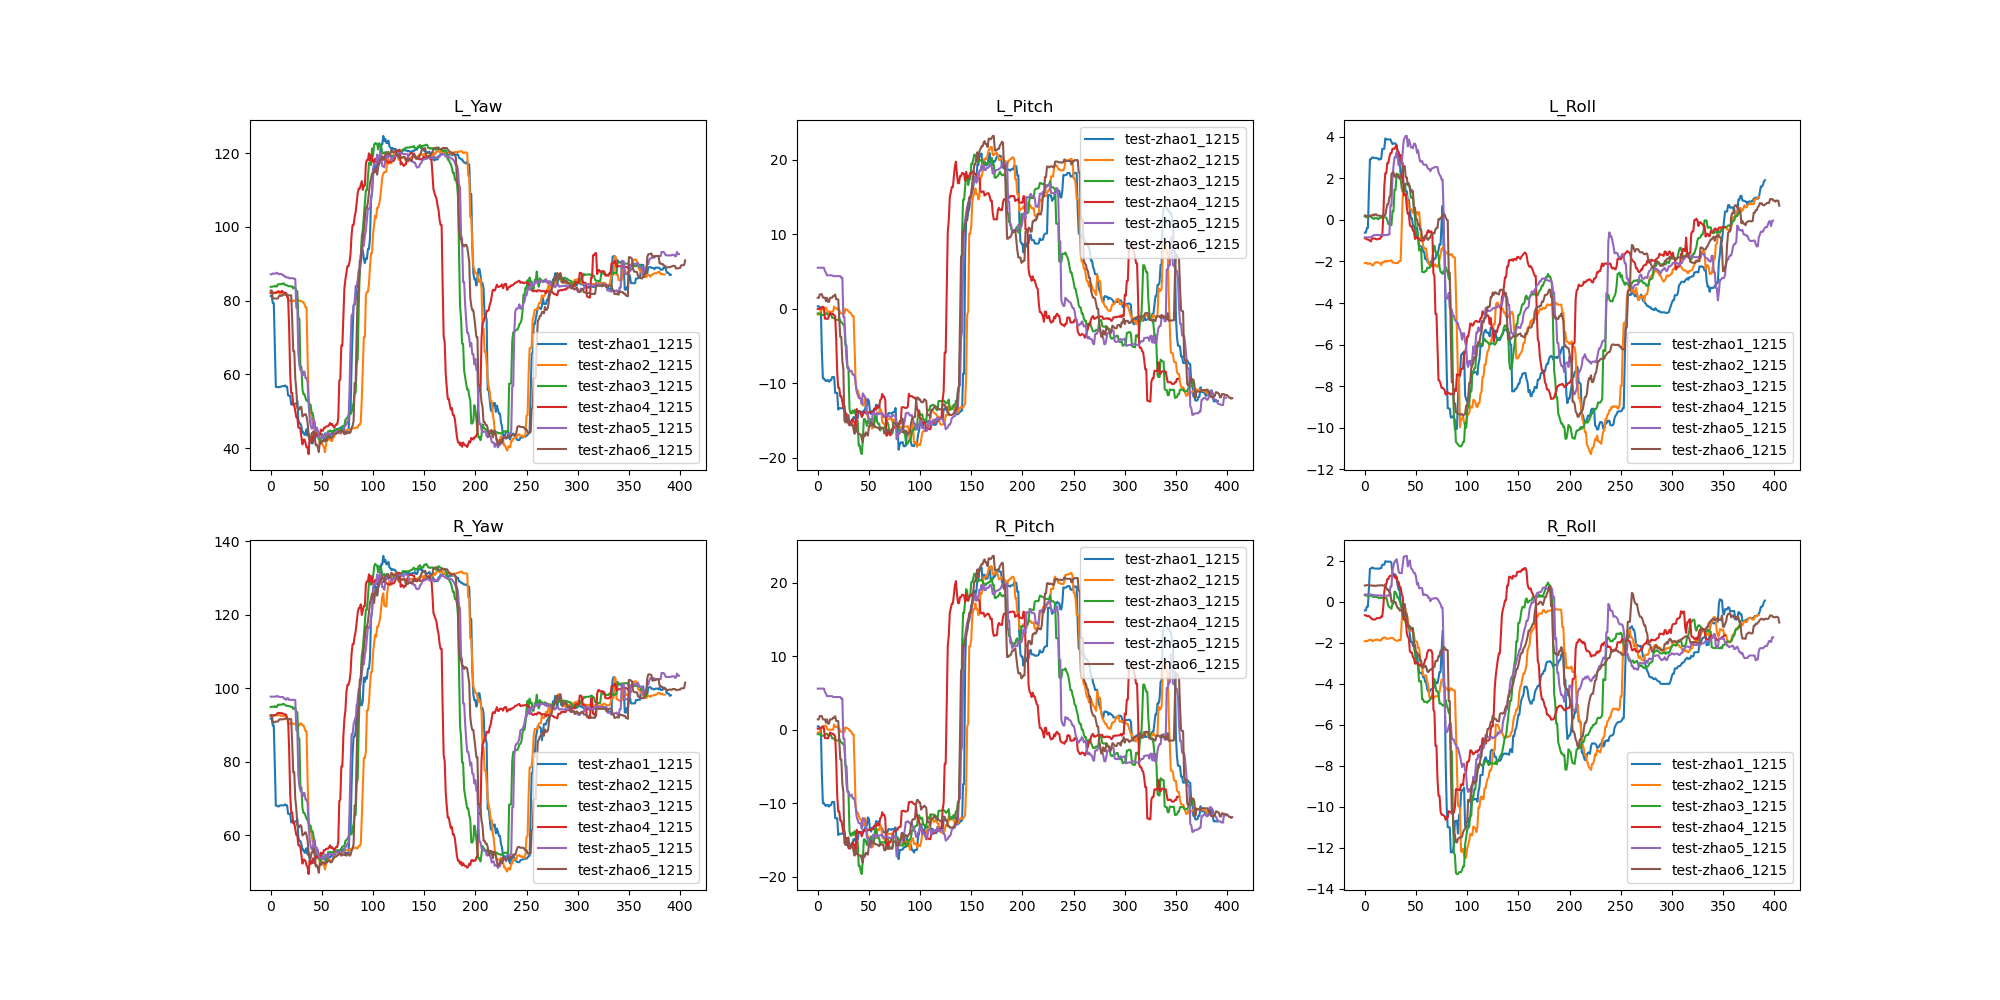 L_Yaw
120
100
80
60
40
0 50 100 150 200 250 300 350 400
test-zhao1_1215
test-zhao2_1215
test-zhao3_1215
test-zhao4_1215
test-zhao5_1215
test-zhao6_1215
L_Pitch
20
10
0
−10
−20
0 50 100 150 200 250 300 350 400
test-zhao1_1215
test-zhao2_1215
test-zhao3_1215
test-zhao4_1215
test-zhao5_1215
test-zhao6_1215
L_Roll
4
2
0
−2
−4
−6
−8
−10
−12
0 50 100 150 200 250 300 350 400
test-zhao1_1215
test-zhao2_1215
test-zhao3_1215
test-zhao4_1215
test-zhao5_1215
test-zhao6_1215
R_Yaw
140
120
100
80
60
0 50 100 150 200 250 300 350 400
test-zhao1_1215
test-zhao2_1215
test-zhao3_1215
test-zhao4_1215
test-zhao5_1215
test-zhao6_1215
R_Pitch
20
10
0
−10
−20
0 50 100 150 200 250 300 350 400
test-zhao1_1215
test-zhao2_1215
test-zhao3_1215
test-zhao4_1215
test-zhao5_1215
test-zhao6_1215
R_Roll
2
0
−2
−4
−6
−8
−10
−12
−14
0 50 100 150 200 250 300 350 400
test-zhao1_1215
test-zhao2_1215
test-zhao3_1215
test-zhao4_1215
test-zhao5_1215
test-zhao6_1215